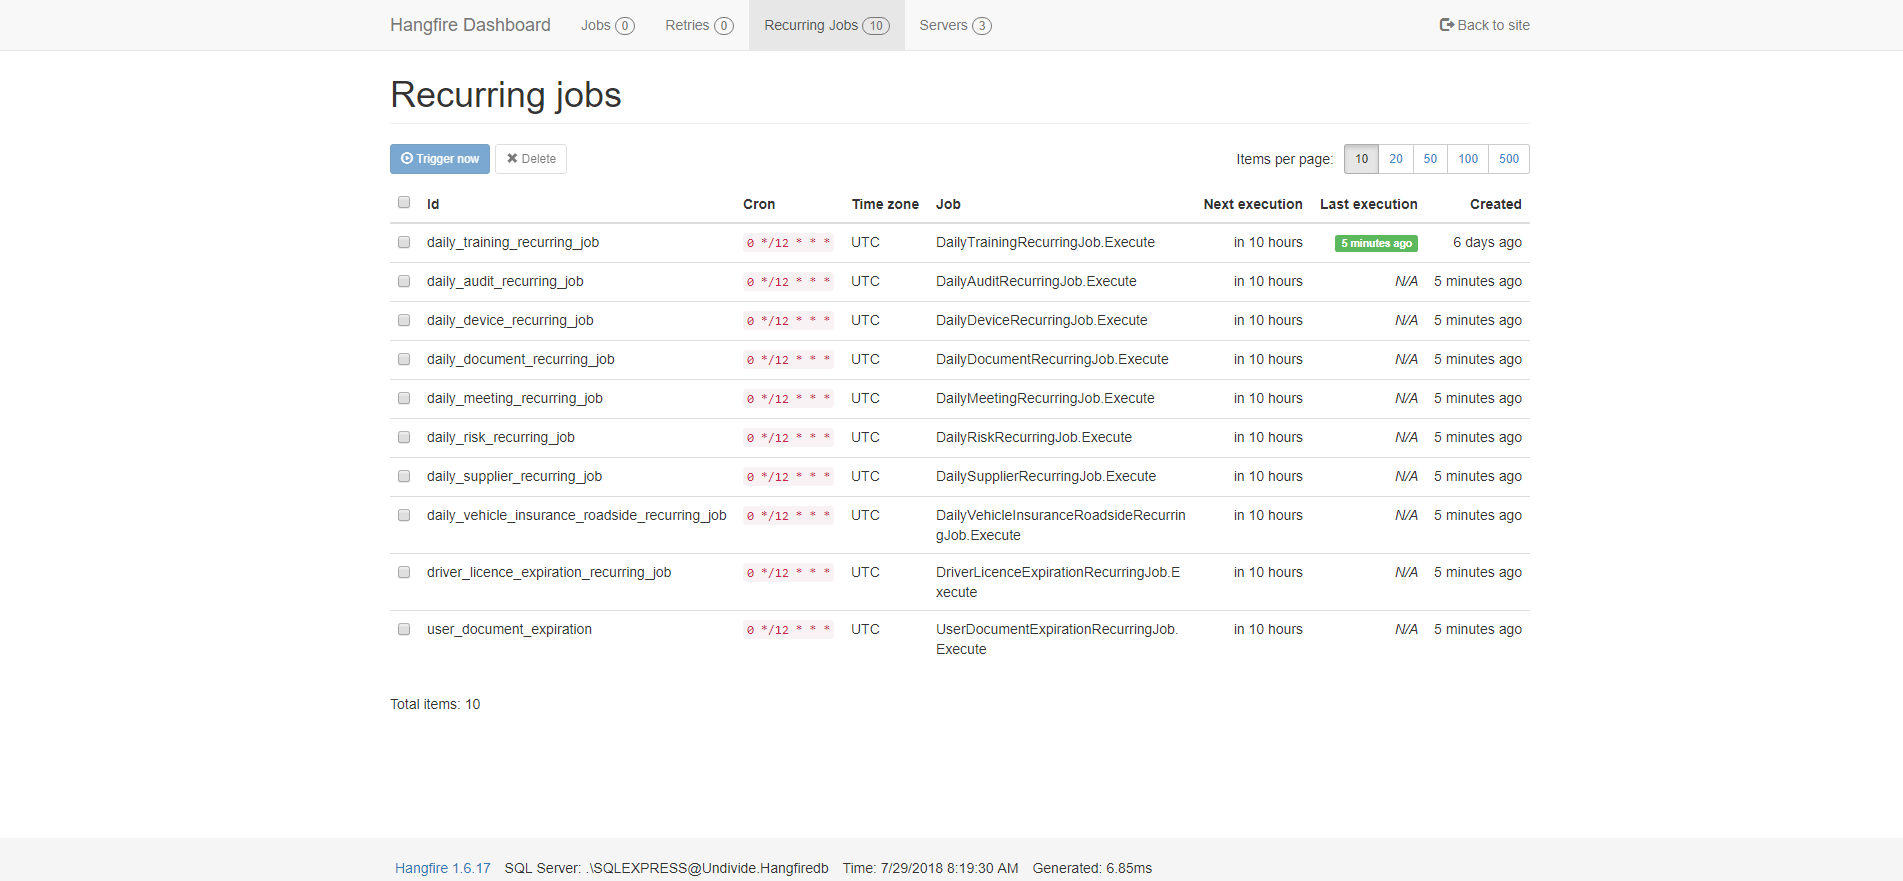 Hangfire Dashboard Jobs 0 Retries 0 Recurring Jobs 10 Servers 3 Back to site
Recurring jobs
Trigger now Delete Items per page: 10 20 50 100 500
Id Cron Time zone Job Next execution Last execution Created
daily_training_recurring_job 0 */12 * * * UTC DailyTrainingRecurringJob.Execute in 10 hours 5 minutes ago 6 days ago
daily_audit_recurring_job 0 */12 * * * UTC DailyAuditRecurringJob.Execute in 10 hours N/A 5 minutes ago
daily_device_recurring_job 0 */12 * * * UTC DailyDeviceRecurringJob.Execute in 10 hours N/A 5 minutes ago
daily_document_recurring_job 0 */12 * * * UTC DailyDocumentRecurringJob.Execute in 10 hours N/A 5 minutes ago
daily_meeting_recurring_job 0 */12 * * * UTC DailyMeetingRecurringJob.Execute in 10 hours N/A 5 minutes ago
daily_risk_recurring_job 0 */12 * * * UTC DailyRiskRecurringJob.Execute in 10 hours N/A 5 minutes ago
daily_supplier_recurring_job 0 */12 * * * UTC DailySupplierRecurringJob.Execute in 10 hours N/A 5 minutes ago
daily_vehicle_insurance_roadside_recurring_job 0 */12 * * * UTC DailyVehicleInsuranceRoadsideRecurrin in 10 hours N/A 5 minutes ago
gJob.Execute
driver_licence_expiration_recurring_job 0 */12 * * * UTC DriverLicenceExpirationRecurringJob.E in 10 hours N/A 5 minutes ago
xecute
user_document_expiration 0 */12 * * * UTC UserDocumentExpirationRecurringJob. in 10 hours N/A 5 minutes ago
Execute
Total items: 10
Hangfire 1.6.17 SQL Server: .\SQLEXPRESS@Undivide.Hangfiredb Time: 7/29/2018 8:19:30 AM Generated: 6.85ms